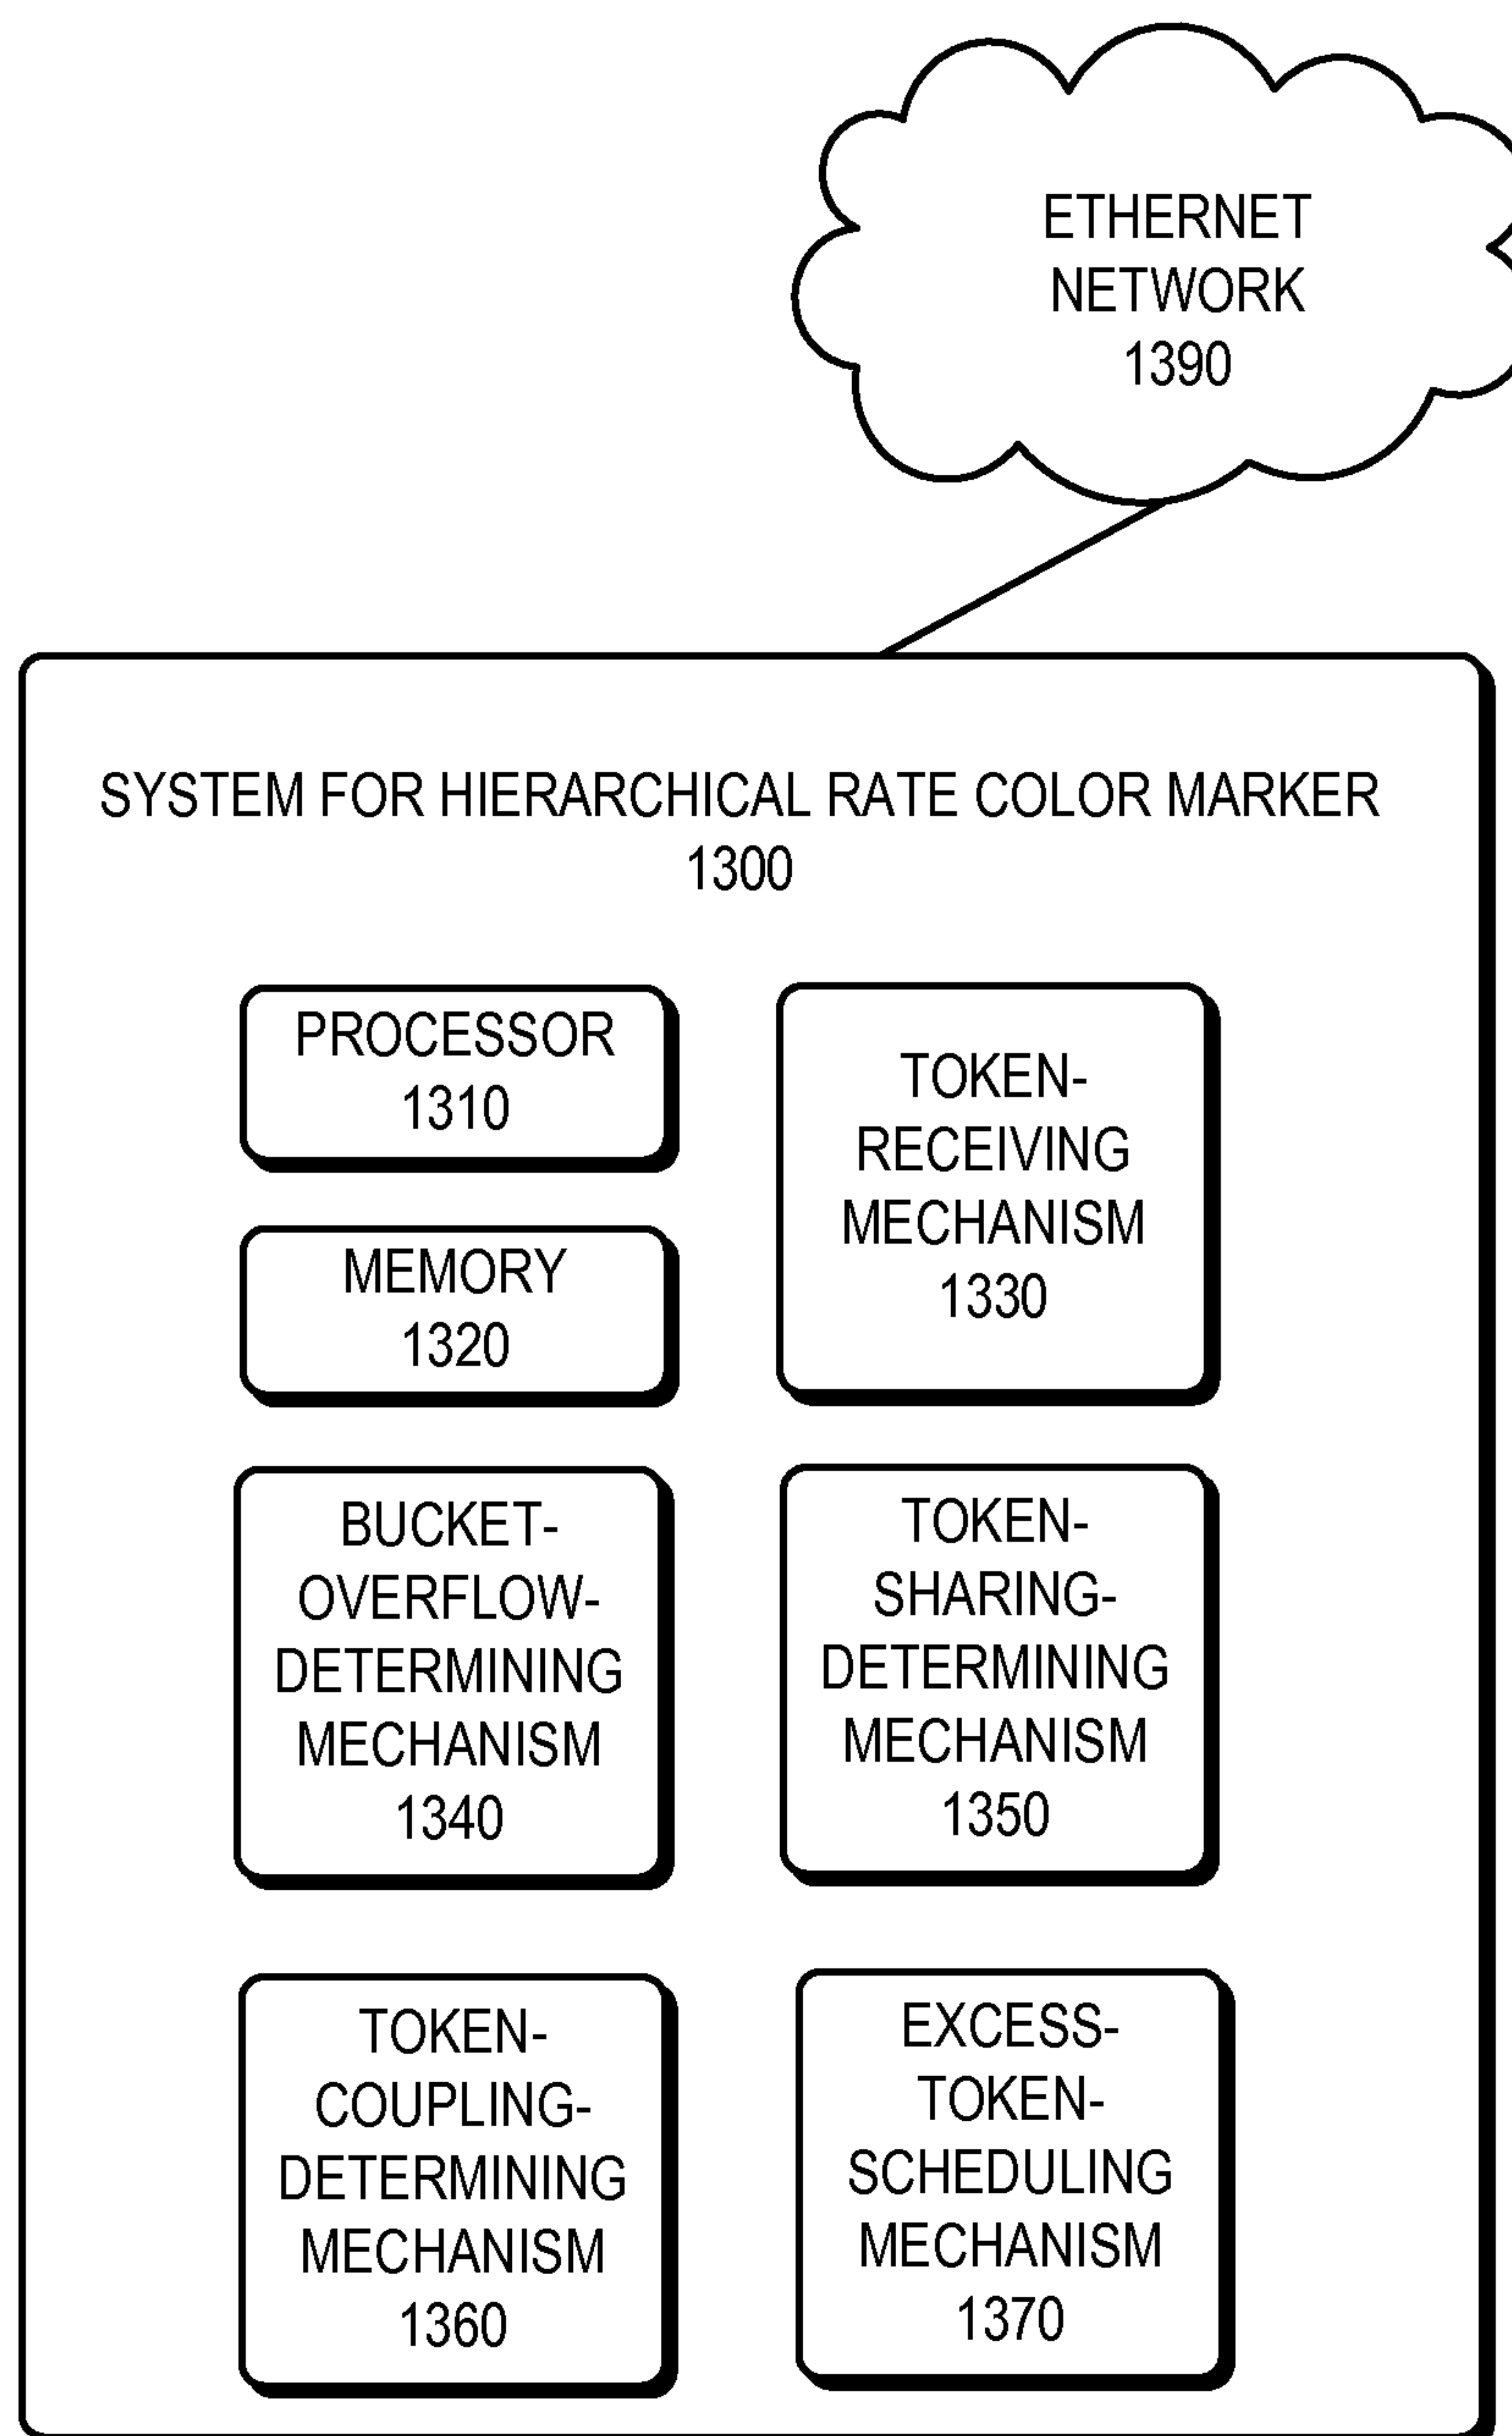 ETHERNET
NETWORK
1390
SYSTEM FOR HIERARCHICAL RATE COLOR MARKER
1300
PROCESSOR
1310
MEMORY
1320
TOKEN-
RECEIVING
MECHANISM
1330
BUCKET-
OVERFLOW-
DETERMINING
MECHANISM
1340
TOKEN-
SHARING-
DETERMINING
MECHANISM
1350
TOKEN-
COUPLING-
DETERMINING
MECHANISM
1360
EXCESS-
TOKEN-
SCHEDULING
MECHANISM
1370